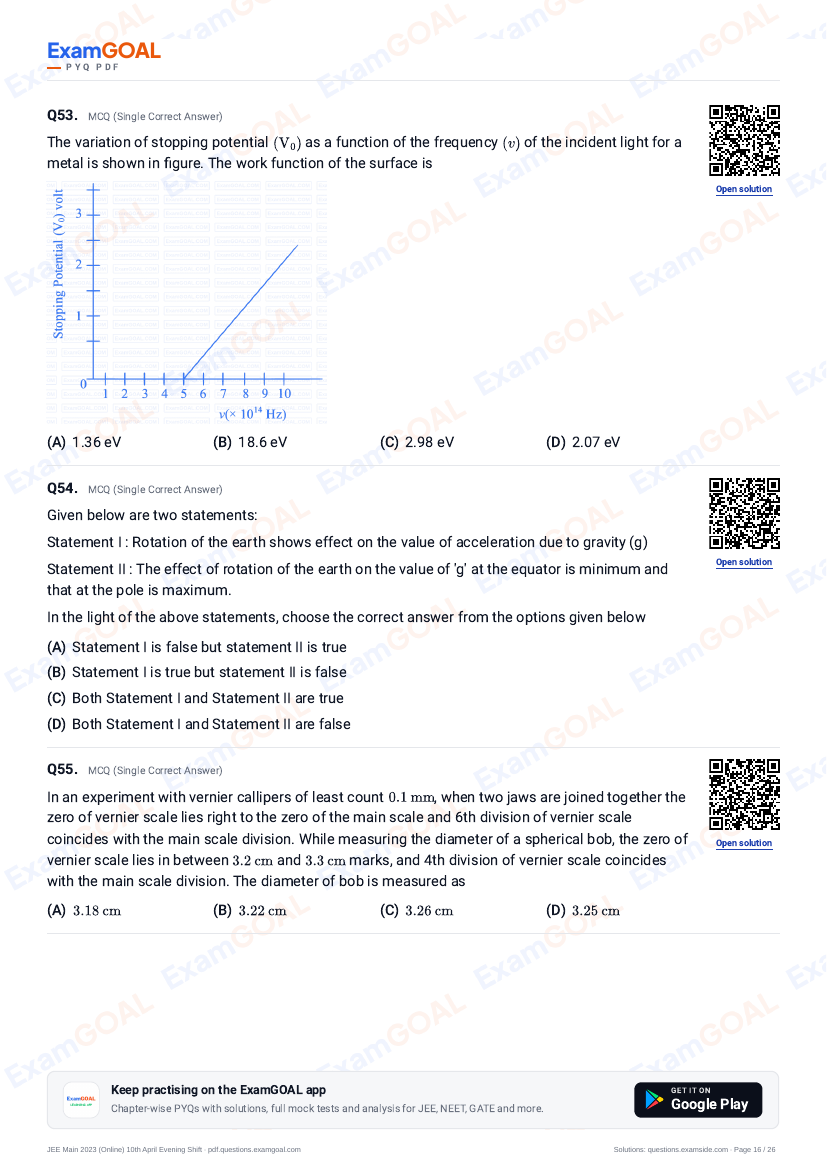 ExamGOAL
PYQ PDF
Q53. MCQ (Single Correct Answer)
The variation of stopping potential (V₀) as a function of the frequency (υ) of the incident light for a
metal is shown in figure. The work function of the surface is
Open solution
Stopping Potential (V₀) volt
3
2
1
0
1 2 3 4 5 6 7 8 9 10
ν(× 10¹⁴ Hz)
(A) 1.36 eV (B) 18.6 eV (C) 2.98 eV (D) 2.07 eV
Q54. MCQ (Single Correct Answer)
Given below are two statements:
Statement I : Rotation of the earth shows effect on the value of acceleration due to gravity (g)
Statement II : The effect of rotation of the earth on the value of 'g' at the equator is minimum and
that at the pole is maximum.
In the light of the above statements, choose the correct answer from the options given below
Open solution
(A) Statement I is false but statement II is true
(B) Statement I is true but statement II is false
(C) Both Statement I and Statement II are true
(D) Both Statement I and Statement II are false
Q55. MCQ (Single Correct Answer)
In an experiment with vernier callipers of least count 0.1 mm, when two jaws are joined together the
zero of vernier scale lies right to the zero of the main scale and 6th division of vernier scale
coincides with the main scale division. While measuring the diameter of a spherical bob, the zero of
vernier scale lies in between 3.2 cm and 3.3 cm marks, and 4th division of vernier scale coincides
with the main scale division. The diameter of bob is measured as
Open solution
(A) 3.18 cm (B) 3.22 cm (C) 3.26 cm (D) 3.25 cm
ExamGOAL
Keep practising on the ExamGOAL app
Chapter-wise PYQs with solutions, full mock tests and analysis for JEE, NEET, GATE and more.
GET IT ON
Google Play
JEE Main 2023 (Online) 10th April Evening Shift · pdf.questions.examgoal.com
Solutions: questions.examside.com · Page 16 / 26